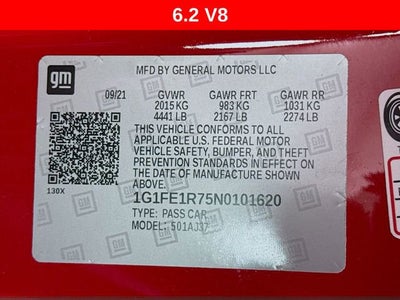 6.2 V8
gm
MFD BY GENERAL MOTORS LLC
09/21 GVWR GAWR FRT GAWR RR
2015 KG 983 KG 1031 KG
4441 LB 2167 LB 2274 LB
THIS VEHICLE CONFORMS TO ALL
APPLICABLE U.S. FEDERAL MOTOR
VEHICLE SAFETY, BUMPER, AND THEFT
PREVENTION STANDARDS IN EFFECT ON
THE DATE OF MANUFACTURE SHOWN
ABOVE.
130X
1G1FE1R75N0101620
TYPE: PASS CAR
MODEL: 501AJ37